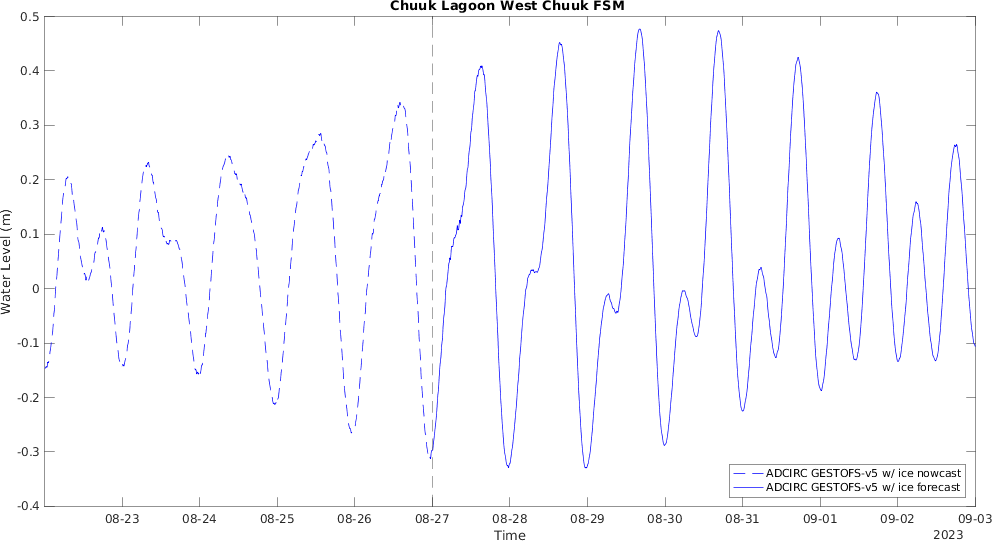 Chuuk Lagoon West Chuuk FSM
0.5
0.4
0.3
0.2
0.1
0
-0.1
-0.2
-0.3
-0.4
Water Level (m)
ADCIRC GESTOFS-v5 w/ ice nowcast
ADCIRC GESTOFS-v5 w/ ice forecast
08-23 08-24 08-25 08-26 08-27 08-28 08-29 08-30 08-31 09-01 09-02 09-03
Time
2023